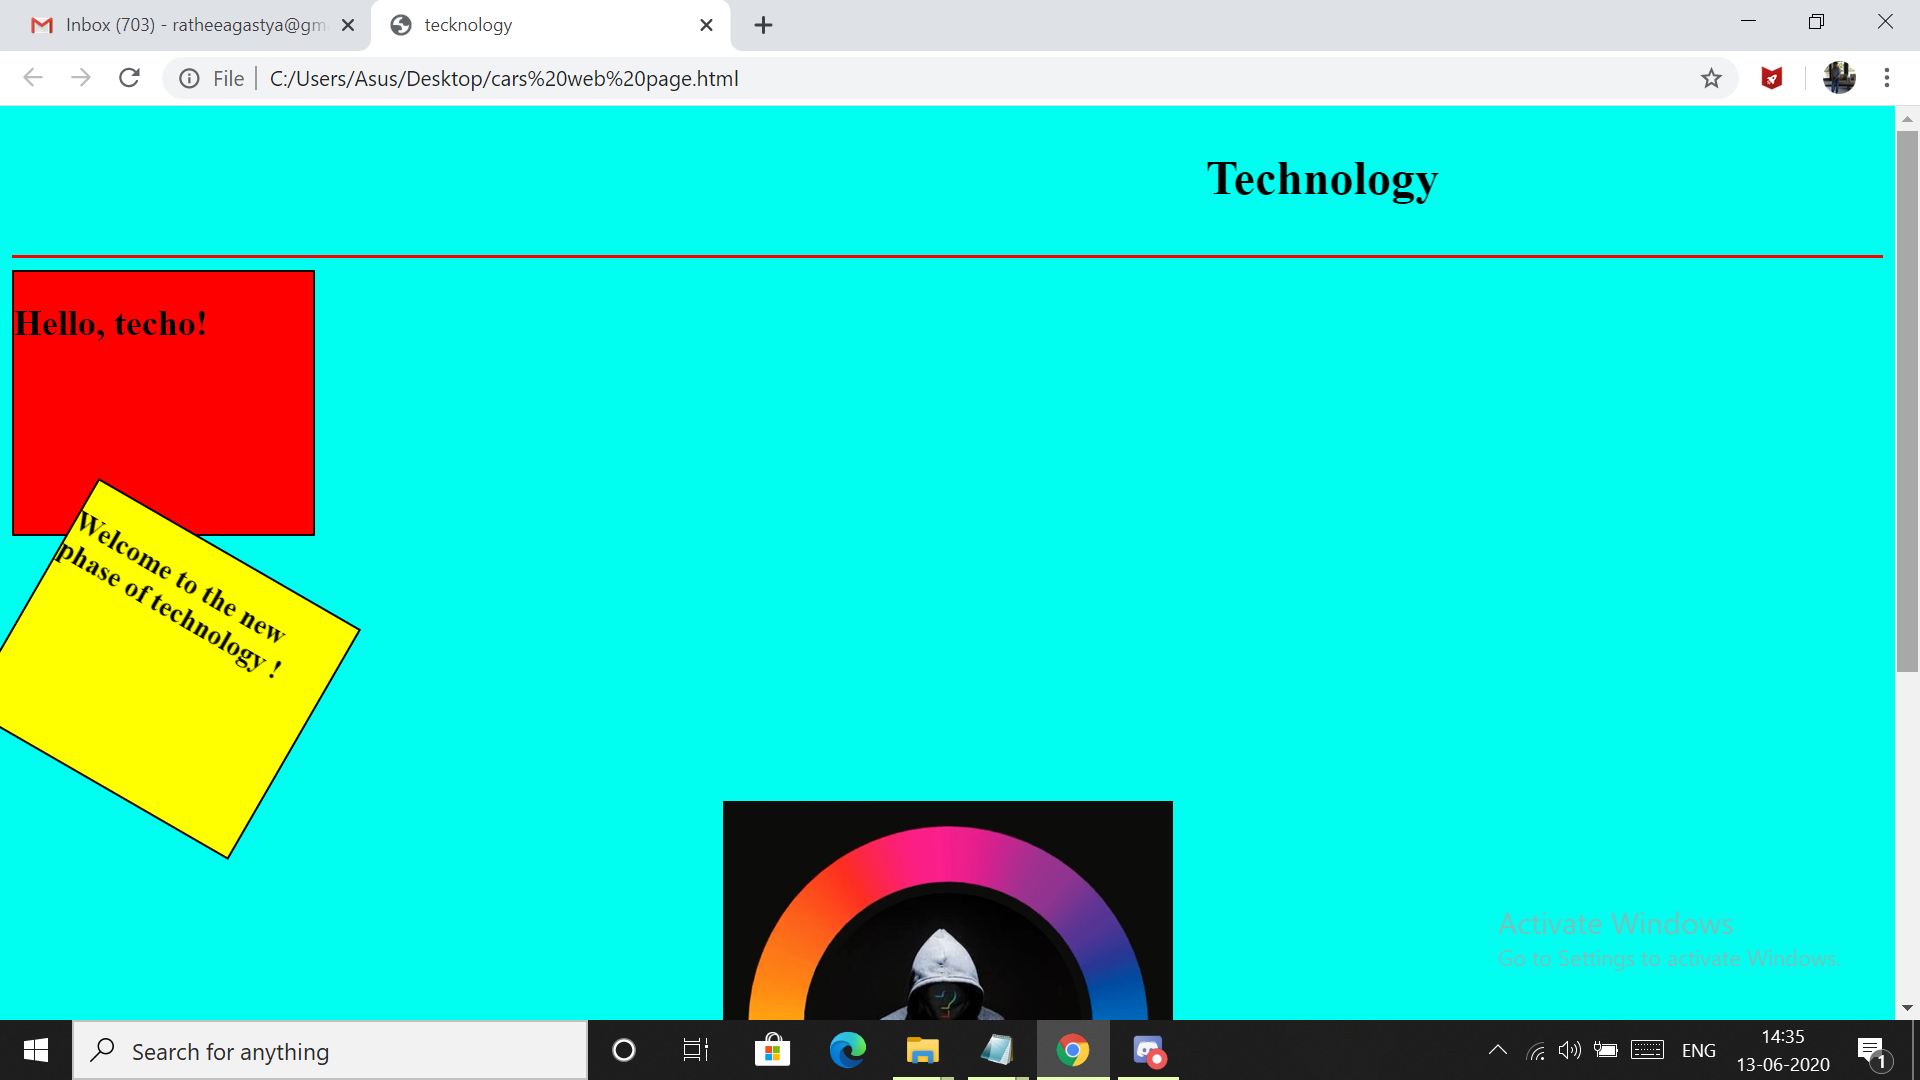 Inbox (703) - ratheeagastya@gm
tecknology
File
C:/Users/Asus/Desktop/cars%20web%20page.html
Technology
Hello, techo!
Welcome to the new
phase of technology !
Activate Windows
Go to Settings to activate Windows.
Search for anything
ENG
14:35
13-06-2020
1